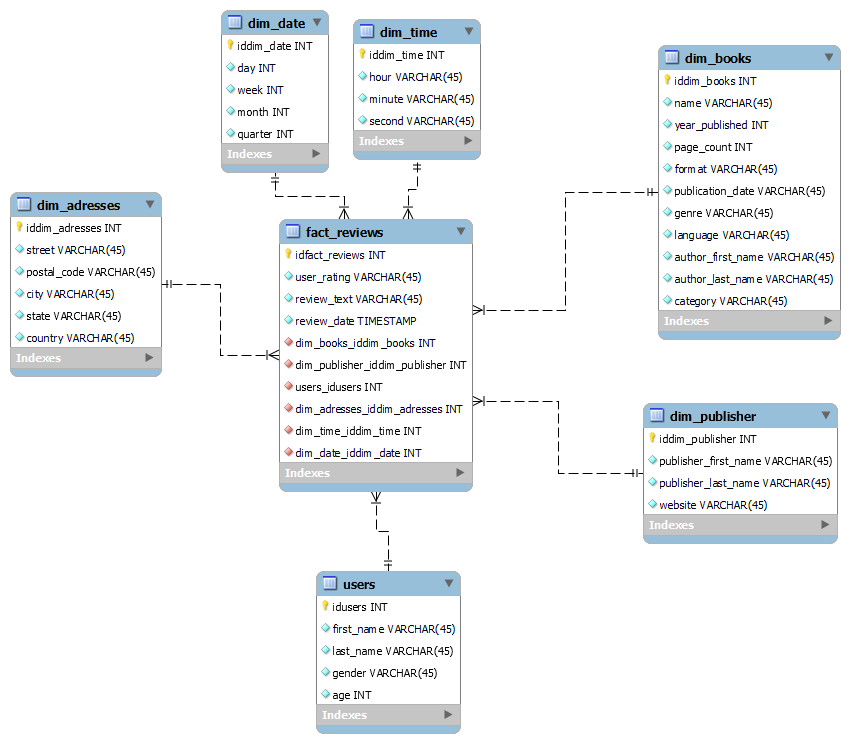 dim_date
iddim_date INT
day INT
week INT
month INT
quarter INT
Indexes
dim_time
iddim_time INT
hour VARCHAR(45)
minute VARCHAR(45)
second VARCHAR(45)
Indexes
dim_books
iddim_books INT
name VARCHAR(45)
year_published INT
page_count INT
format VARCHAR(45)
publication_date VARCHAR(45)
genre VARCHAR(45)
language VARCHAR(45)
author_first_name VARCHAR(45)
author_last_name VARCHAR(45)
category VARCHAR(45)
Indexes
dim_adresses
iddim_adresses INT
street VARCHAR(45)
postal_code VARCHAR(45)
city VARCHAR(45)
state VARCHAR(45)
country VARCHAR(45)
Indexes
fact_reviews
idfact_reviews INT
user_rating VARCHAR(45)
review_text VARCHAR(45)
review_date TIMESTAMP
dim_books_iddim_books INT
dim_publisher_iddim_publisher INT
users_idusers INT
dim_adresses_iddim_adresses INT
dim_time_iddim_time INT
dim_date_iddim_date INT
Indexes
dim_publisher
iddim_publisher INT
publisher_first_name VARCHAR(45)
publisher_last_name VARCHAR(45)
website VARCHAR(45)
Indexes
users
idusers INT
first_name VARCHAR(45)
last_name VARCHAR(45)
gender VARCHAR(45)
age INT
Indexes